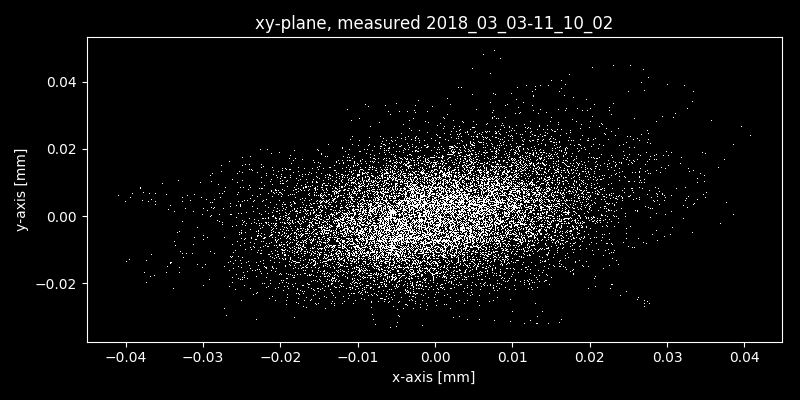 xy-plane, measured 2018_03_03-11_10_02
y-axis [mm]
0.04
0.02
0.00
−0.02
−0.04 −0.03 −0.02 −0.01 0.00 0.01 0.02 0.03 0.04
x-axis [mm]